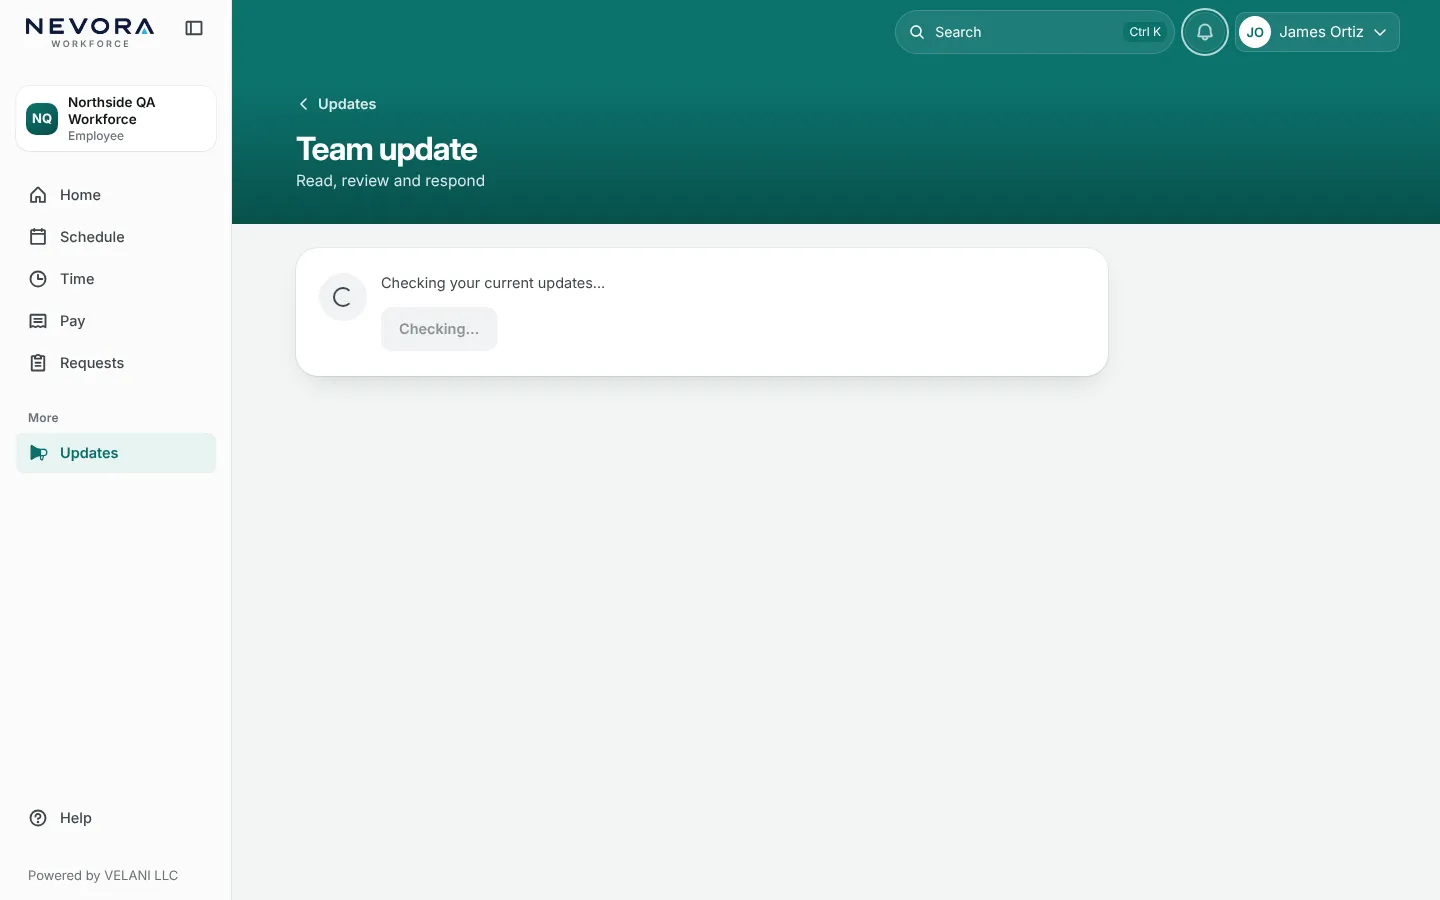 NEVORA
WORKFORCE
Search
Ctrl K
JO
James Ortiz
NQ
Northside QA
Workforce
Employee
Home
Schedule
Time
Pay
Requests
More
Updates
Help
Powered by VELANI LLC
Updates
Team update
Read, review and respond
Checking your current updates...
Checking...